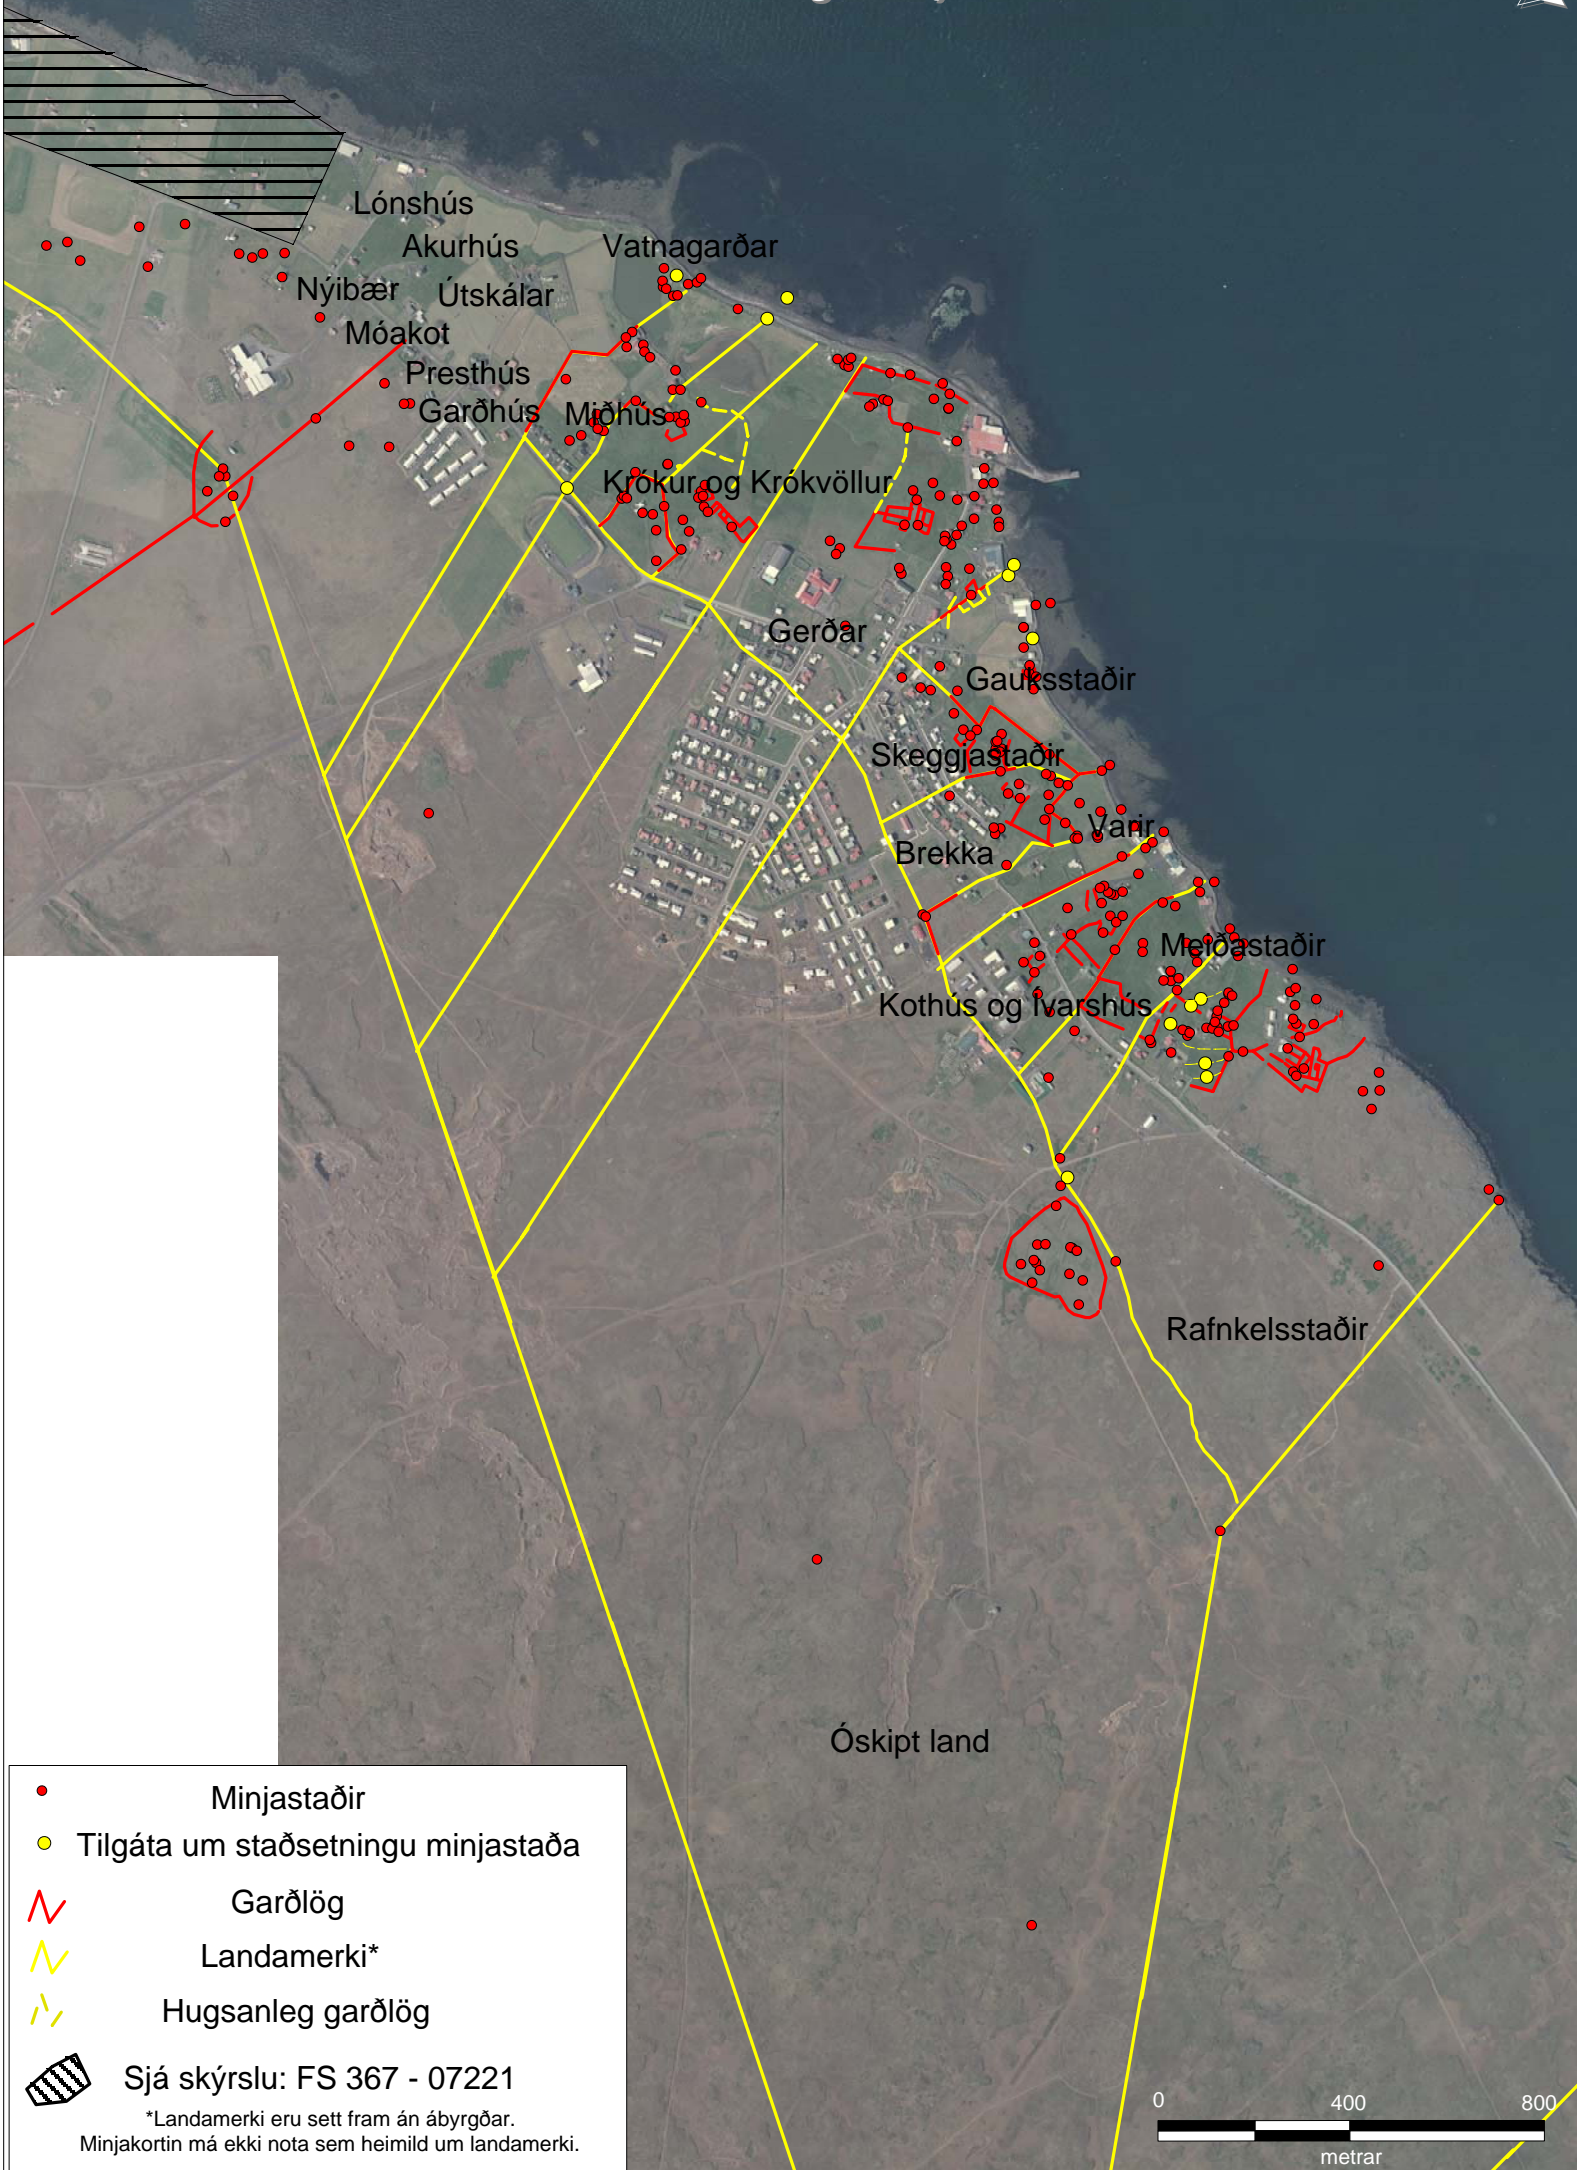 Lónshús
Akurhús
Vatnagarðar
Nýibær
Útskálar
Móakot
Presthús
Garðhús
Miðhús
Krókur og Krókvöllur
Gerðar
Gauksstaðir
Skeggjastaðir
Varir
Brekka
Meiðastaðir
Kothús og Ívarshús
Rafnkelsstaðir
Óskipt land
Minjastaðir
Tilgáta um staðsetningu minjastaða
Garðlög
Landamerki*
Hugsanleg garðlög
Sjá skýrslu: FS 367 - 07221
*Landamerki eru sett fram án ábyrgðar.
Minjakortin má ekki nota sem heimild um landamerki.
0 400 800
metrar